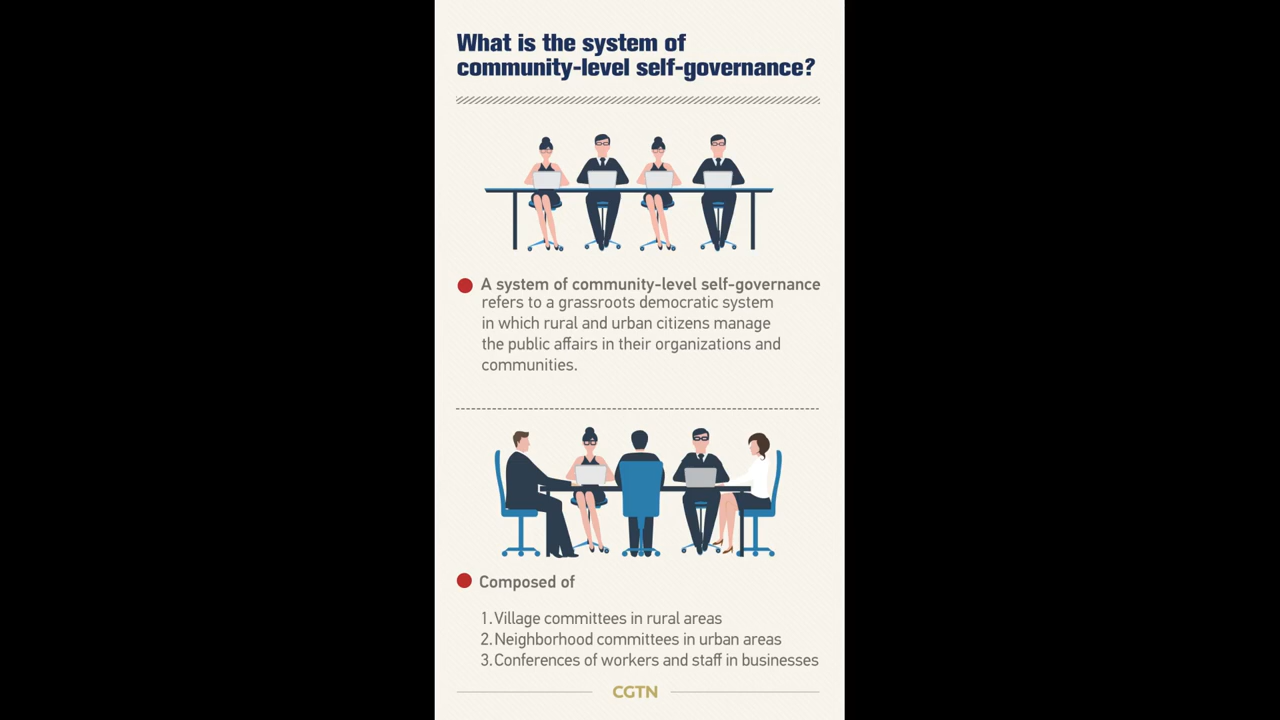 What is the system of
community-level self-governance?
A system of community-level self-governance
refers to a grassroots democratic system
in which rural and urban citizens manage
the public affairs in their organizations and
communities.
Composed of
1. Village committees in rural areas
2. Neighborhood committees in urban areas
3. Conferences of workers and staff in businesses
CGTN